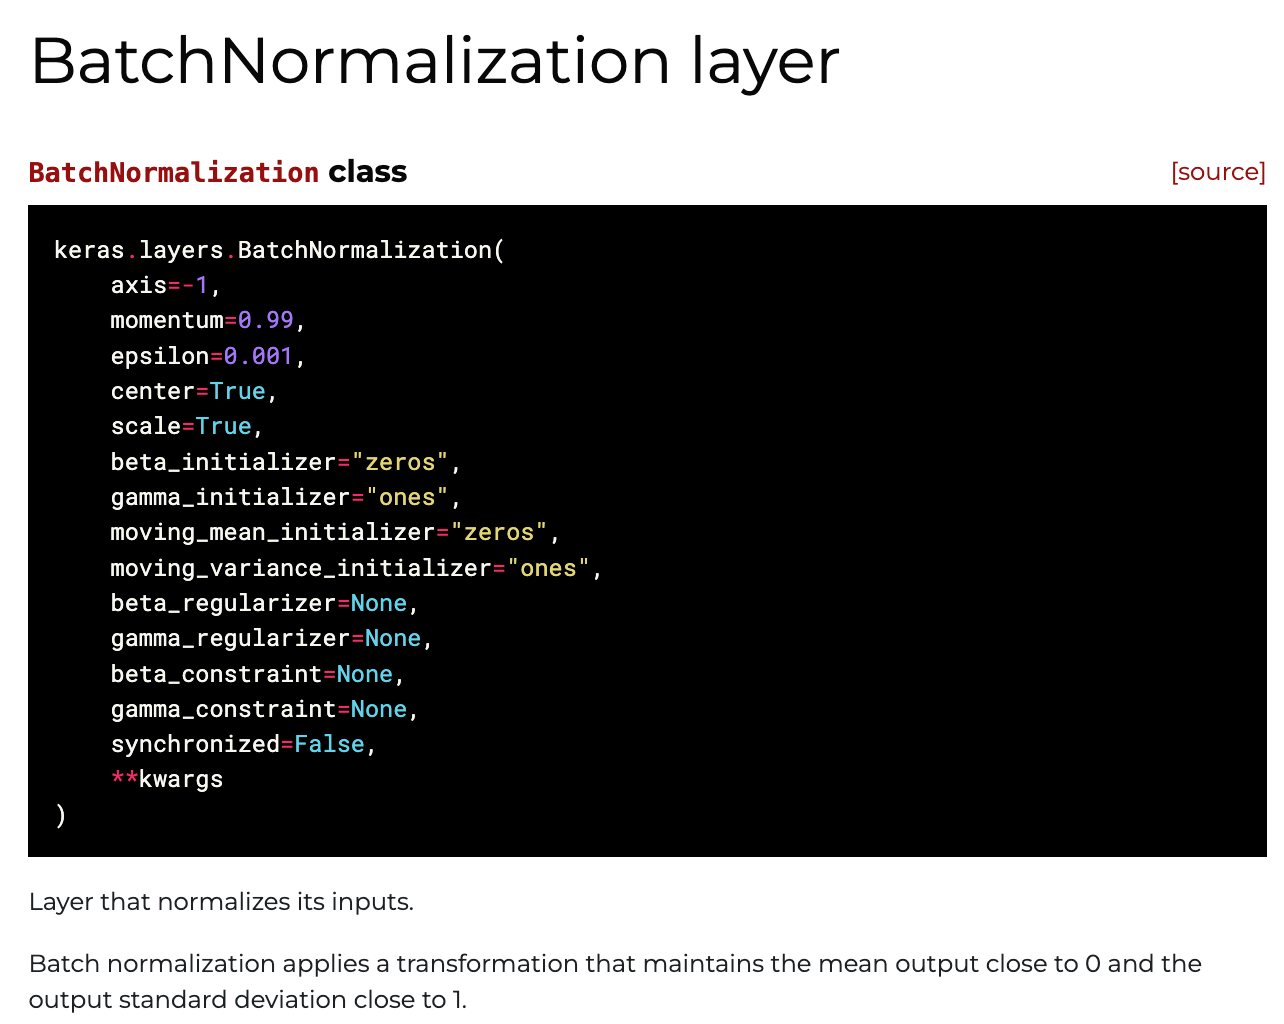 BatchNormalization layer
BatchNormalization class [source]
keras.layers.BatchNormalization(
    axis=-1,
    momentum=0.99,
    epsilon=0.001,
    center=True,
    scale=True,
    beta_initializer="zeros",
    gamma_initializer="ones",
    moving_mean_initializer="zeros",
    moving_variance_initializer="ones",
    beta_regularizer=None,
    gamma_regularizer=None,
    beta_constraint=None,
    gamma_constraint=None,
    synchronized=False,
    **kwargs
)
Layer that normalizes its inputs.
Batch normalization applies a transformation that maintains the mean output close to 0 and the
output standard deviation close to 1.